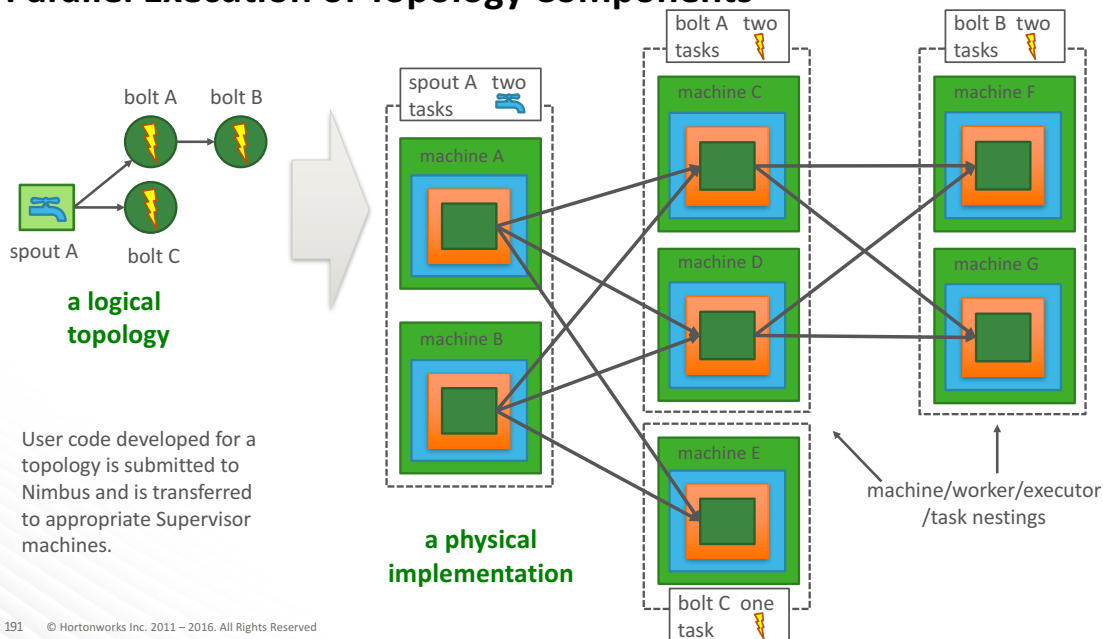 Parallel Execution of Topology Components
bolt A two
tasks
bolt B two
tasks
spout A two
tasks
bolt A
bolt B
spout A
bolt C
a logical
topology
machine A
machine B
machine C
machine D
machine E
machine F
machine G
User code developed for a
topology is submitted to
Nimbus and is transferred
to appropriate Supervisor
machines.
a physical
implementation
machine/worker/executor
/task nestings
bolt C one
task
191 © Hortonworks Inc. 2011 – 2016. All Rights Reserved